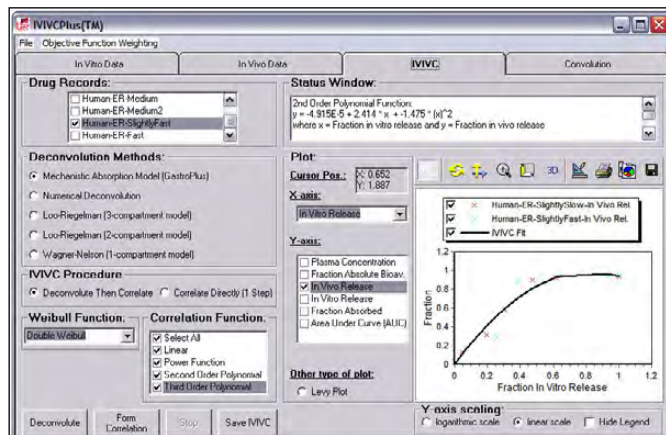 IVIVCPlus(TM)
File Objective Function Weighting
In Vitro Data
In Vivo Data
IVIVC
Convolution
Drug Records:
Human-ER-Medium
Human-ER-Medium2
Human-ER-SlightlyFast
Human-ER-Fast
Status Window:
2nd Order Polynomial Function:
y = -4.915E-5 + 2.414 * x + -1.475 * (x)^2
where x = Fraction in vitro release and y = Fraction in vivo release
Deconvolution Methods:
Mechanistic Absorption Model (GastroPlus)
Numerical Deconvolution
Loo-Riegelman (3-compartment model)
Loo-Riegelman (2-compartment model)
Wagner-Nelson (1-compartment model)
IVIVC Procedure
Deconvolute Then Correlate
Correlate Directly (1 Step)
Weibull Function:
Double Weibull
Correlation Function:
Select All
Linear
Power Function
Second Order Polynomial
Third Order Polynomial
Deconvolute
Form Correlation
Stop
Save IVIVC
Plot:
Cursor Pos.:
X: 0.652
Y: 1.887
X-axis:
In Vitro Release
Y-axis:
Plasma Concentration
Fraction Absolute Bioav.
In Vivo Release
In Vitro Release
Fraction Absorbed
Area Under Curve (AUC)
Other type of plot:
Levy Plot
3D
Human-ER-SlightlySlow-In Vivo Rel.
Human-ER-SlightlyFast-In Vivo Rel.
IVIVC Fit
Fraction
1.2
1
0.8
0.6
0.4
0.2
0
0 0.2 0.4 0.6 0.8 1 1.2
Fraction In Vitro Release
Y-axis scaling:
logarithmic scale
linear scale
Hide Legend